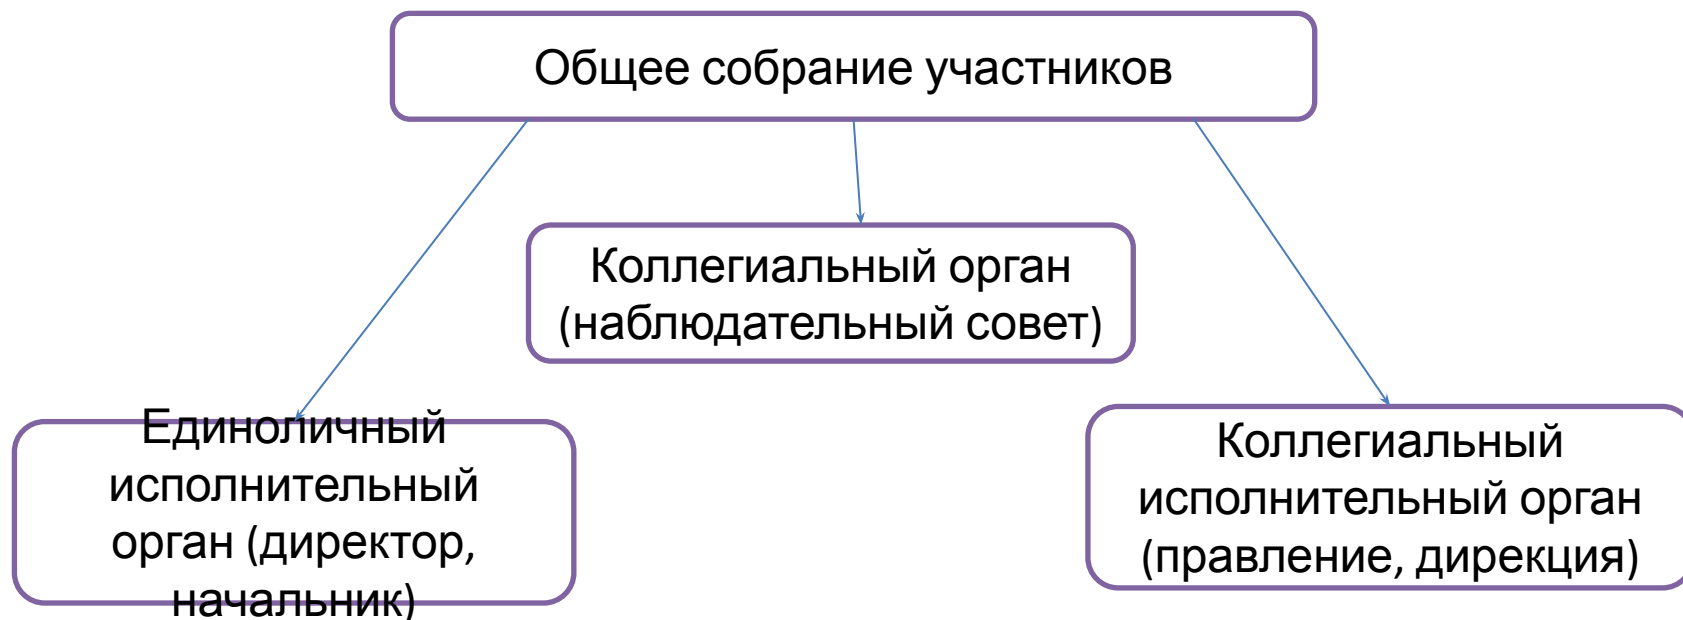 Общее собрание участников
Коллегиальный орган
(наблюдательный совет)
Единоличный
исполнительный
орган (директор,
начальник)
Коллегиальный
исполнительный орган
(правление, дирекция)